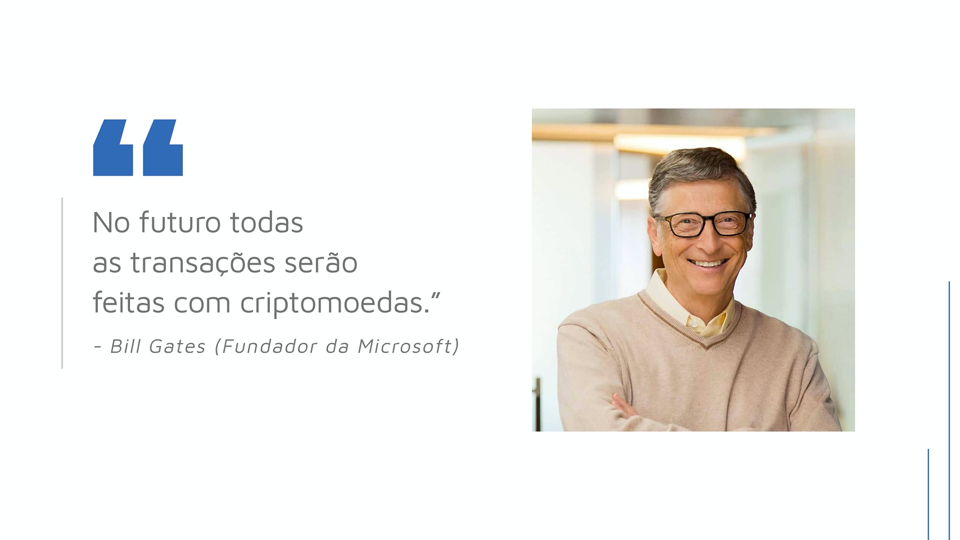 “
No futuro todas
as transações serão
feitas com criptomoedas.”
- Bill Gates (Fundador da Microsoft)